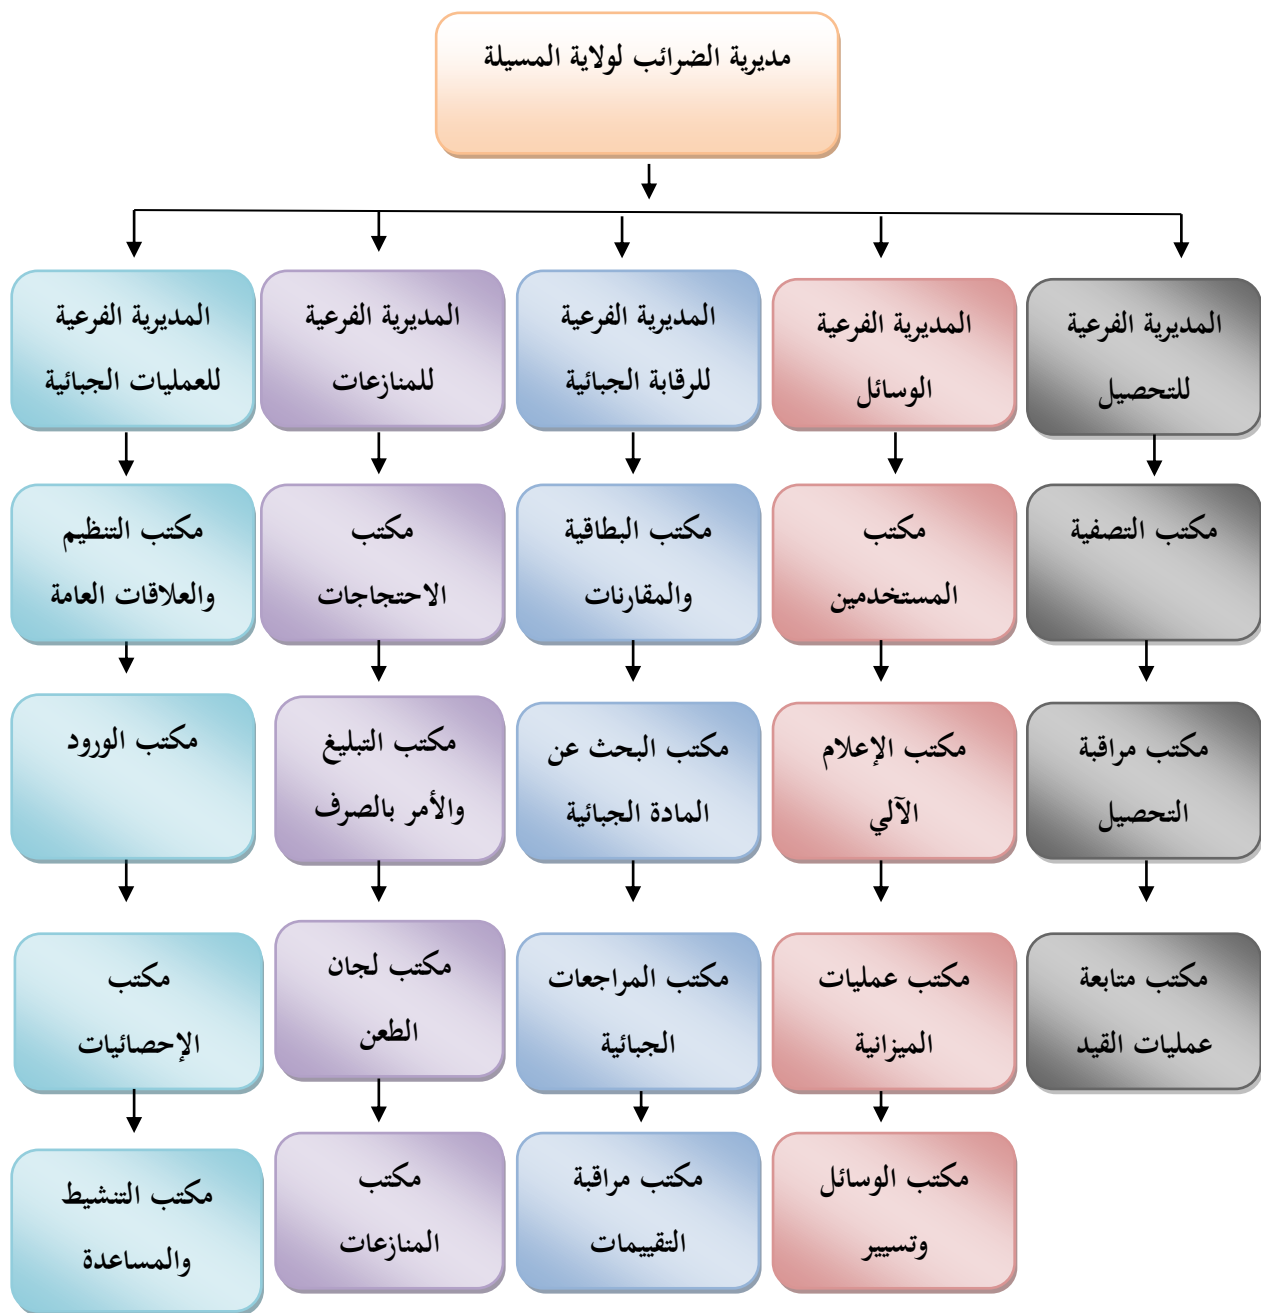 مديرية الضرائب لولاية المسيلة
المديرية الفرعية
للتحصيل
المديرية الفرعية
الوسائل
المديرية الفرعية
للرقابة الجبائية
المديرية الفرعية
للمنازعات
المديرية الفرعية
للعمليات الجبائية
مكتب التصفية
مكتب
المستخدمين
مكتب البطاقية
والمقارنات
مكتب
الاحتجاجات
مكتب التنظيم
والعلاقات العامة
مكتب مراقبة
التحصيل
مكتب الإعلام
الآلي
مكتب البحث عن
المادة الجبائية
مكتب التبليغ
والأمر بالصرف
مكتب الورود
مكتب متابعة
عمليات القيد
مكتب عمليات
الميزانية
مكتب المراجعات
الجبائية
مكتب لجان
الطعن
مكتب
الإحصائيات
مكتب الوسائل
وتسيير
مكتب مراقبة
التقييمات
مكتب
المنازعات
مكتب التنشيط
والمساعدة